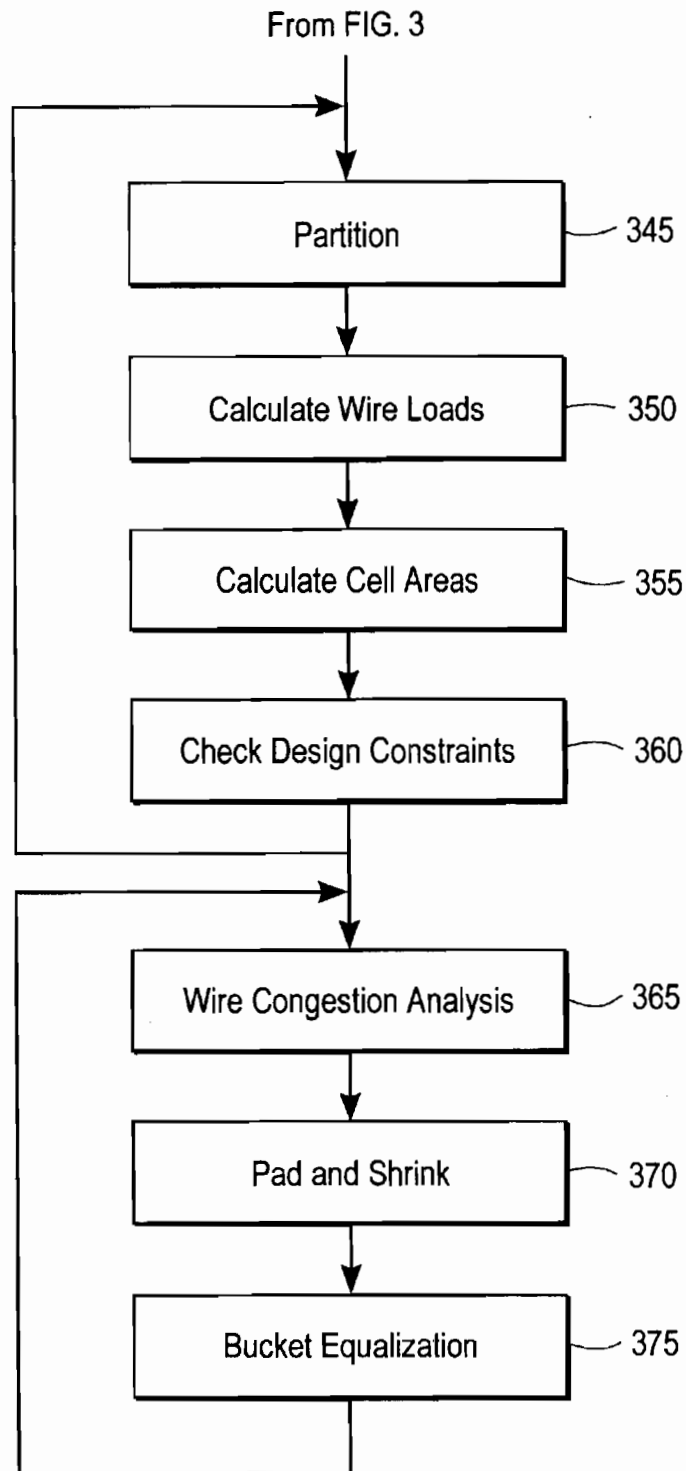 From FIG. 3
Partition
345
Calculate Wire Loads
350
Calculate Cell Areas
355
Check Design Constraints
360
Wire Congestion Analysis
365
Pad and Shrink
370
Bucket Equalization
375